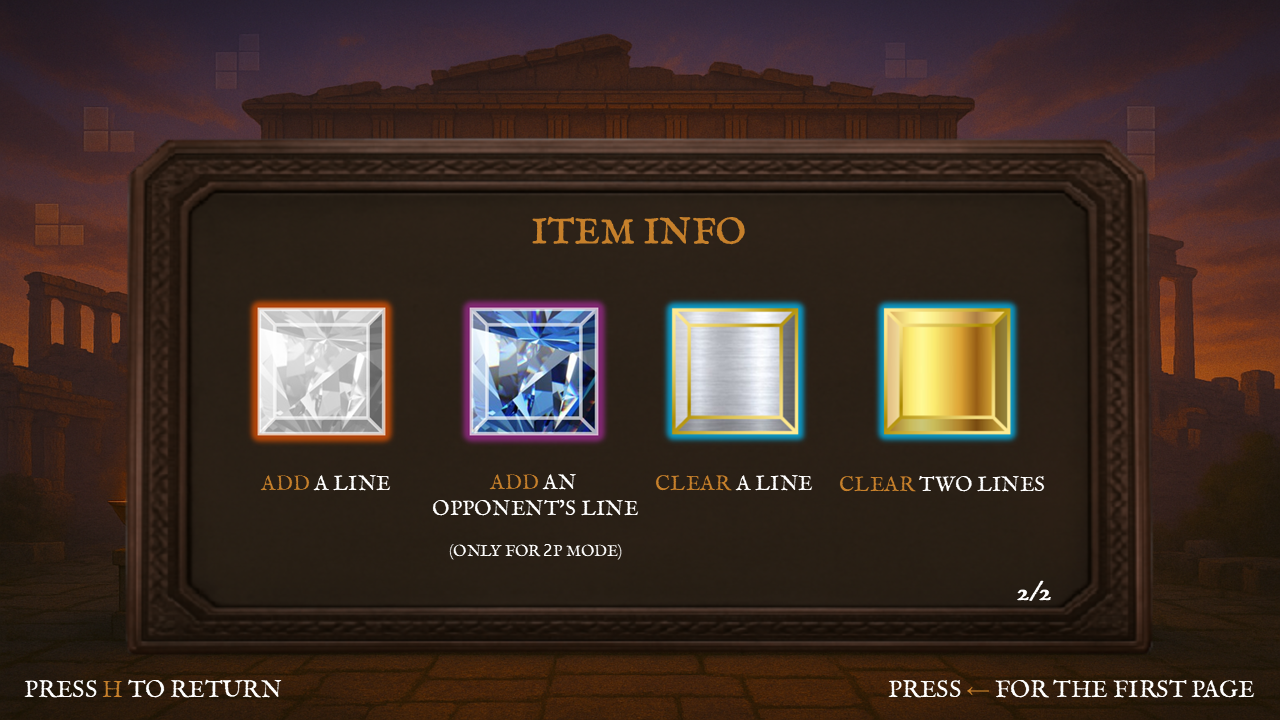 ITEM INFO
ADD A LINE
ADD AN
OPPONENT'S LINE
(ONLY FOR 2P MODE)
CLEAR A LINE
CLEAR TWO LINES
2/2
PRESS H TO RETURN
PRESS ← FOR THE FIRST PAGE